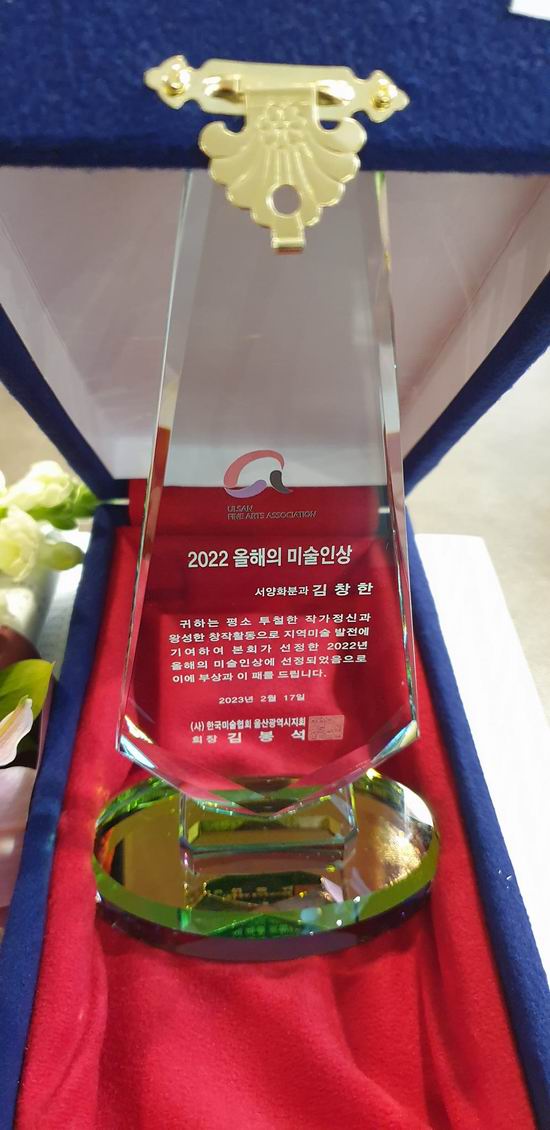 ULSAN
FINE ARTS ASSOCIATION
2022 올해의 미술인상
서양화분과 김 창 한
귀하는 평소 투철한 작가정신과
왕성한 창작활동으로 지역미술 발전에
기여하여 본회가 선정한 2022년
올해의 미술인상에 선정되었음으로
이에 부상과 이 패를 드립니다.
2023년 2월 17일
(사) 한국미술협회 울산광역시지회
회장 김 봉 석